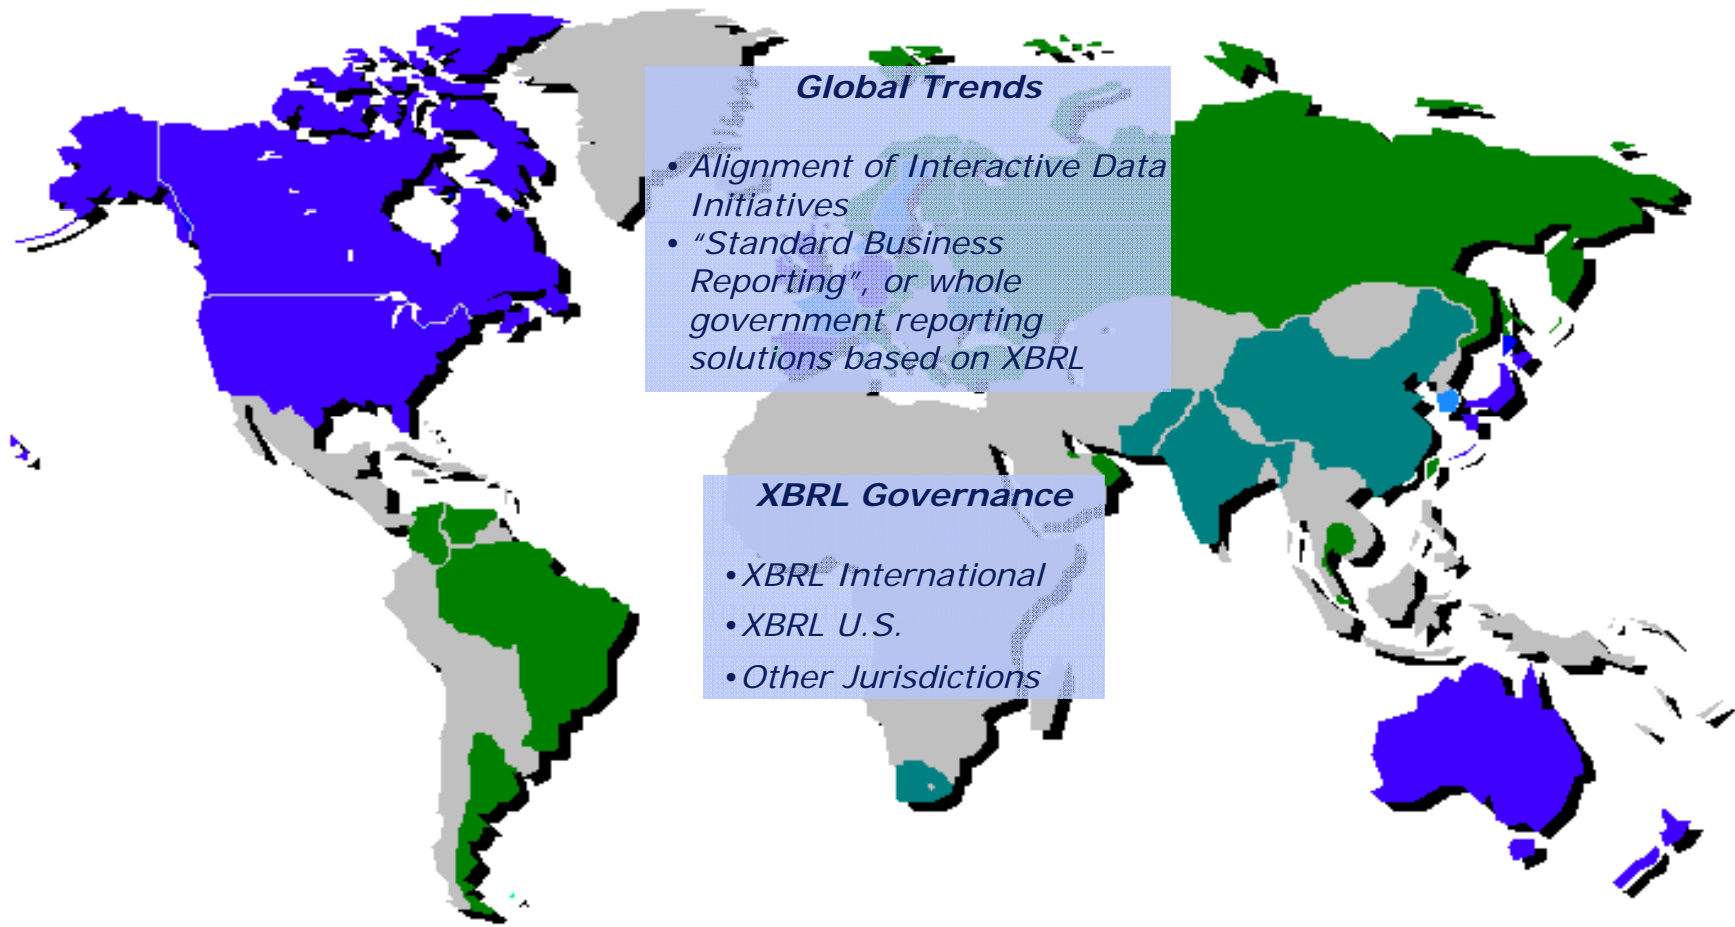 Global Trends
• Alignment of Interactive Data
Initiatives
• “Standard Business
Reporting”, or whole
government reporting
solutions based on XBRL
XBRL Governance
•XBRL International
•XBRL U.S.
•Other Jurisdictions